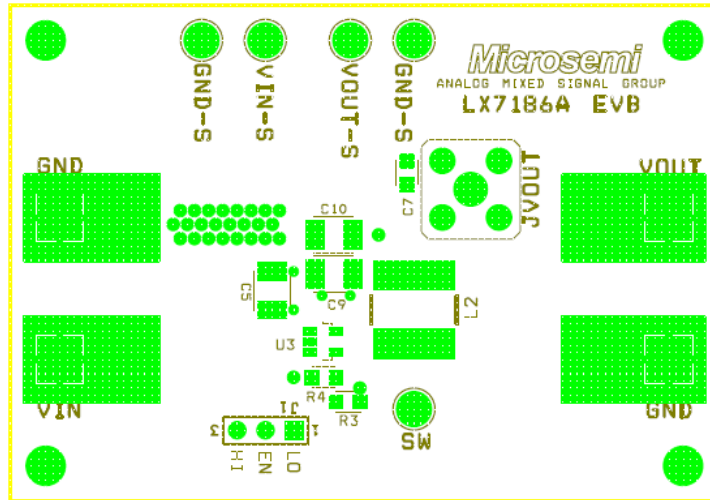 Microsemi
ANALOG MIXED SIGNAL GROUP
LX7186A EVB
GND-S
VIN-S
VOUT-S
GND-S
GND
VOUT
JVOUT
C7
C10
C9
C5
L2
U3
R4
R3
VIN
GND
SW
J1
3
1
HI
EN
LO